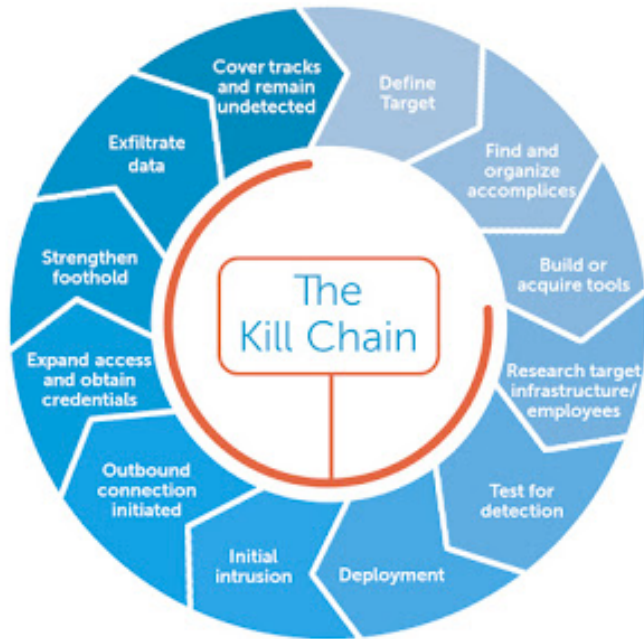 The
Kill Chain
Define
Target
Find and
organize
accomplices
Build or
acquire tools
Research target
infrastructure/
employees
Test for
detection
Deployment
Initial
intrusion
Outbound
connection
initiated
Expand access
and obtain
credentials
Strengthen
foothold
Exfiltrate
data
Cover tracks
and remain
undetected